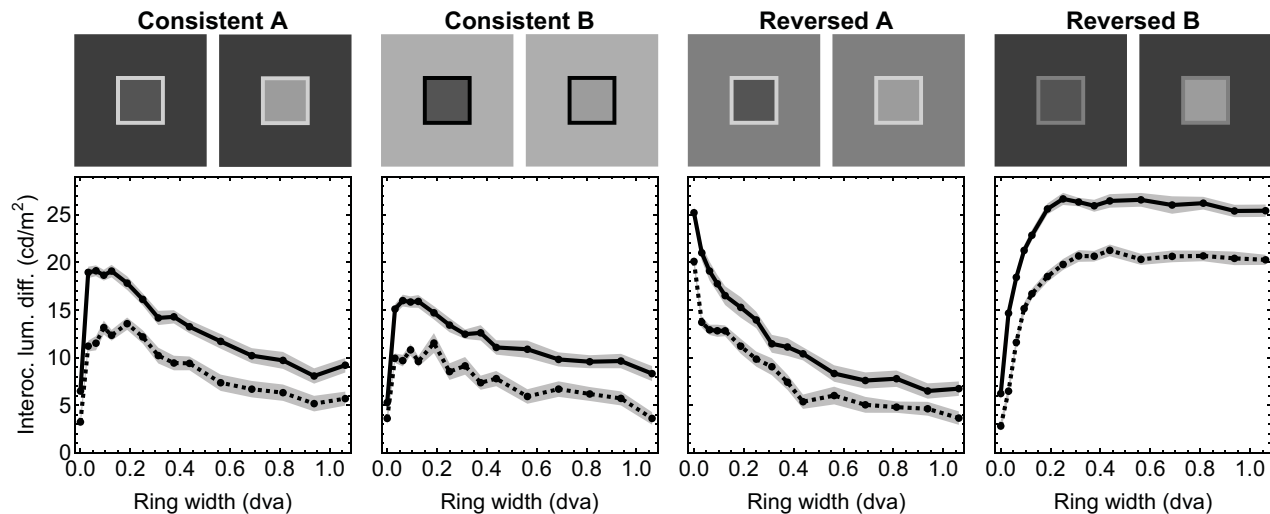 Consistent A Consistent B Reversed A Reversed B
Interoc. lum. diff. (cd/m²)
25
20
15
10
5
0
0.0 0.2 0.4 0.6 0.8 1.0 0.0 0.2 0.4 0.6 0.8 1.0 0.0 0.2 0.4 0.6 0.8 1.0 0.0 0.2 0.4 0.6 0.8 1.0
Ring width (dva) Ring width (dva) Ring width (dva) Ring width (dva)